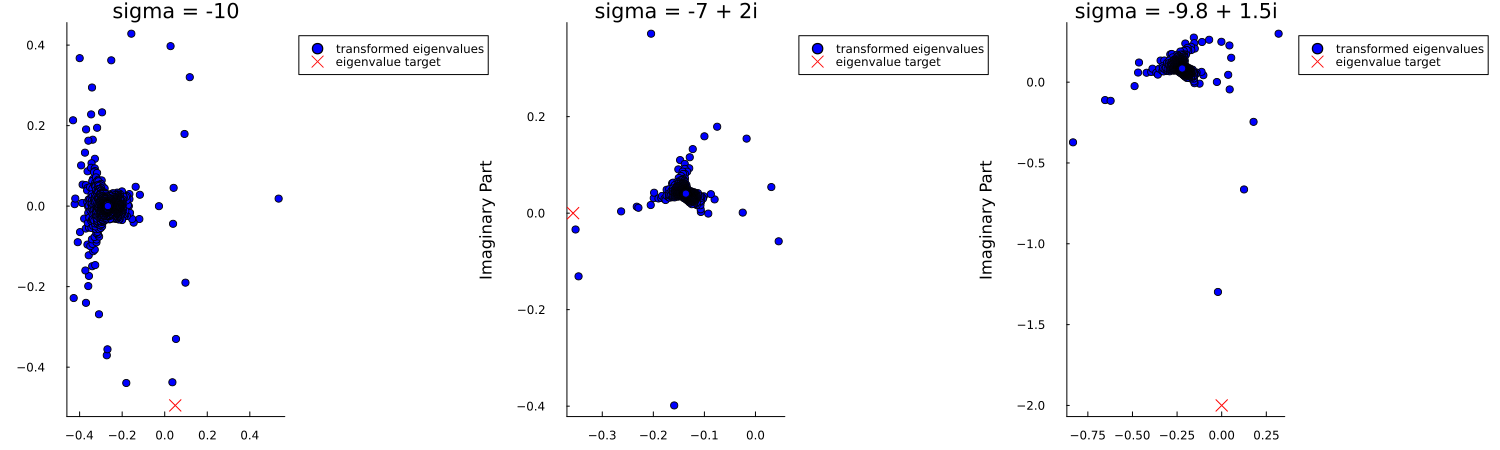 sigma = -10
transformed eigenvalues
eigenvalue target
0.4
0.2
0.0
−0.2
−0.4
−0.4
−0.2
0.0
0.2
0.4
sigma = -7 + 2i
transformed eigenvalues
eigenvalue target
Imaginary Part
0.2
0.0
−0.2
−0.4
−0.3
−0.2
−0.1
0.0
sigma = -9.8 + 1.5i
transformed eigenvalues
eigenvalue target
Imaginary Part
0.0
−0.5
−1.0
−1.5
−2.0
−0.75
−0.50
−0.25
0.00
0.25